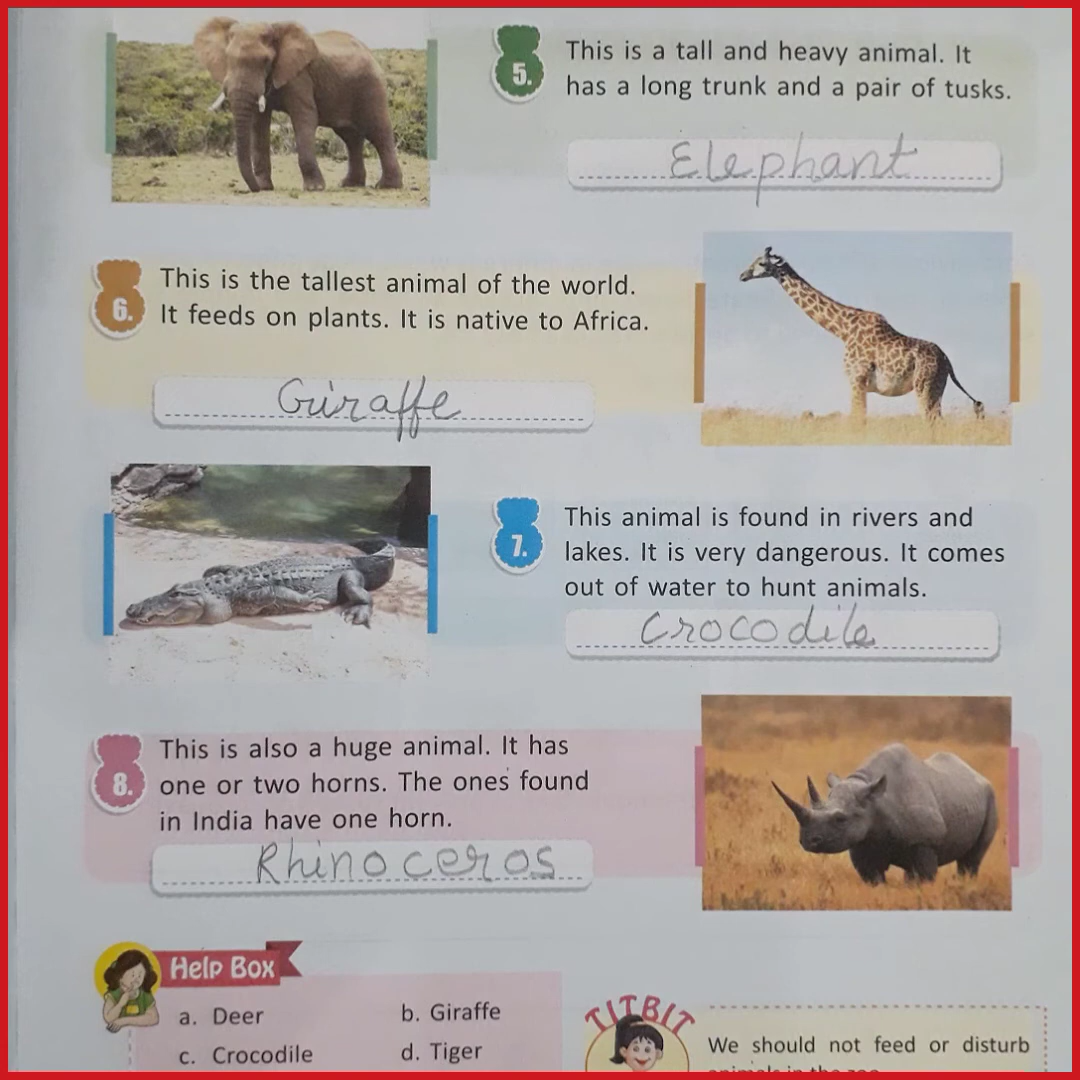 5.
This is a tall and heavy animal. It
has a long trunk and a pair of tusks.
Elephant
6.
This is the tallest animal of the world.
It feeds on plants. It is native to Africa.
Giraffe
7.
This animal is found in rivers and
lakes. It is very dangerous. It comes
out of water to hunt animals.
Crocodile
8.
This is also a huge animal. It has
one or two horns. The ones found
in India have one horn.
Rhinoceros
Help Box
a. Deer b. Giraffe
c. Crocodile d. Tiger
TITBIT
We should not feed or disturb
animals in the zoo